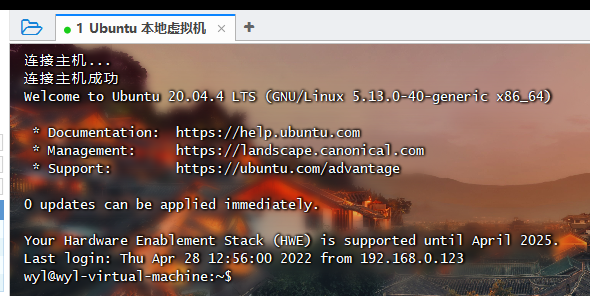 1 Ubuntu 本地虚拟机 × +
连接主机...
连接主机成功
Welcome to Ubuntu 20.04.4 LTS (GNU/Linux 5.13.0-40-generic x86_64)
* Documentation: https://help.ubuntu.com
* Management: https://landscape.canonical.com
* Support: https://ubuntu.com/advantage
0 updates can be applied immediately.
Your Hardware Enablement Stack (HWE) is supported until April 2025.
Last login: Thu Apr 28 12:56:00 2022 from 192.168.0.123
wyl@wyl-virtual-machine:~$